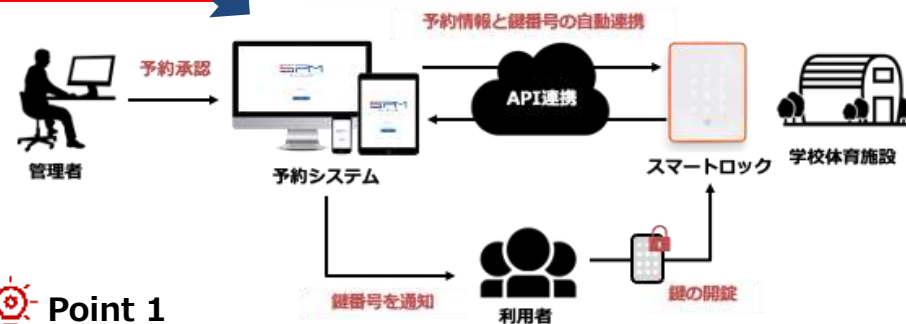 予約情報と鍵番号の自動連携
予約承認
SPM
SPM
API連携
管理者
予約システム
スマートロック
学校体育施設
鍵番号を通知
鍵の開錠
利用者
Point 1